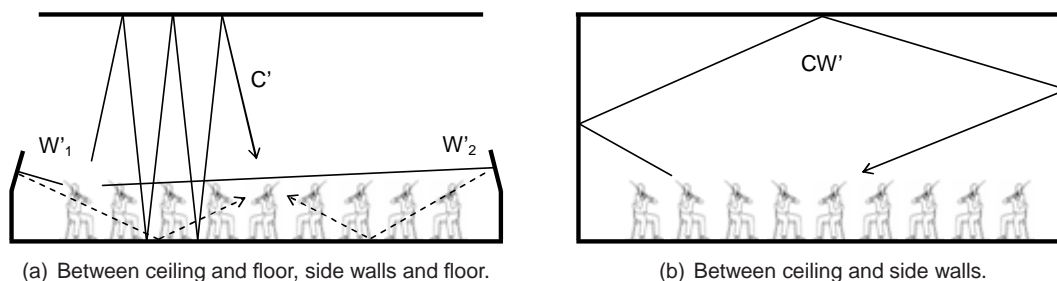 C'
W'₁
W'₂
CW'
(a) Between ceiling and floor, side walls and floor.
(b) Between ceiling and side walls.